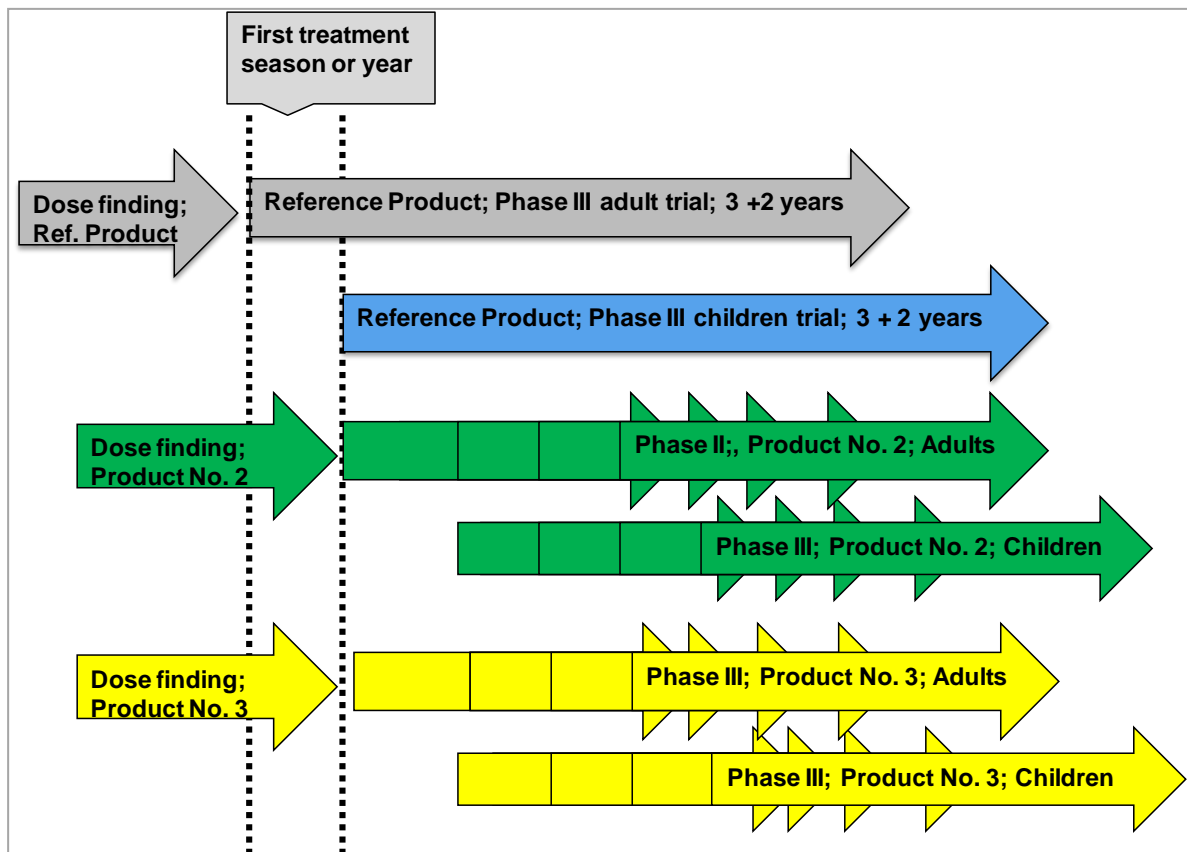 First treatment
season or year
Dose finding;
Ref. Product
Reference Product; Phase III adult trial; 3 +2 years
Reference Product; Phase III children trial; 3 + 2 years
Dose finding;
Product No. 2
Phase II;, Product No. 2; Adults
Phase III; Product No. 2; Children
Dose finding;
Product No. 3
Phase III; Product No. 3; Adults
Phase III; Product No. 3; Children